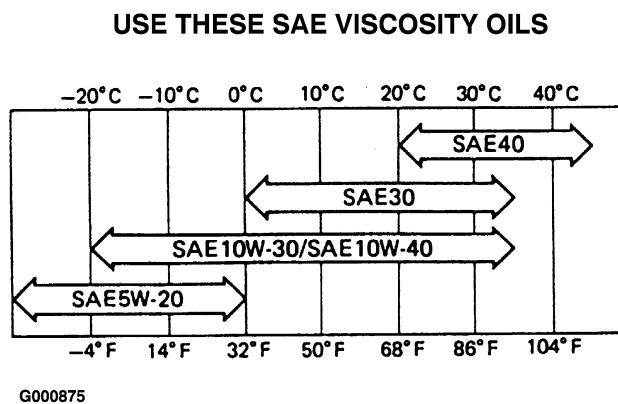 USE THESE SAE VISCOSITY OILS
−20°C −10°C 0°C 10°C 20°C 30°C 40°C
SAE40
SAE30
SAE10W-30/SAE10W-40
SAE5W-20
−4°F 14°F 32°F 50°F 68°F 86°F 104°F
G000875